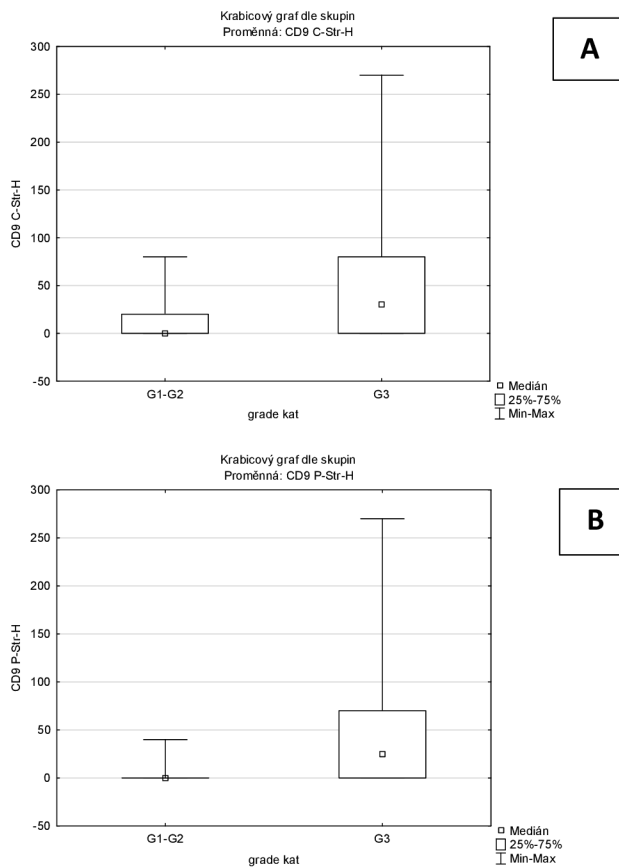 Krabicový graf dle skupin
Proměnná: CD9 C-Str-H
A
300
250
200
150
100
50
0
-50
CD9 C-Str-H
G1-G2
G3
grade kat
Medián
25%-75%
Min-Max
Krabicový graf dle skupin
Proměnná: CD9 P-Str-H
B
300
250
200
150
100
50
0
-50
CD9 P-Str-H
G1-G2
G3
grade kat
Medián
25%-75%
Min-Max